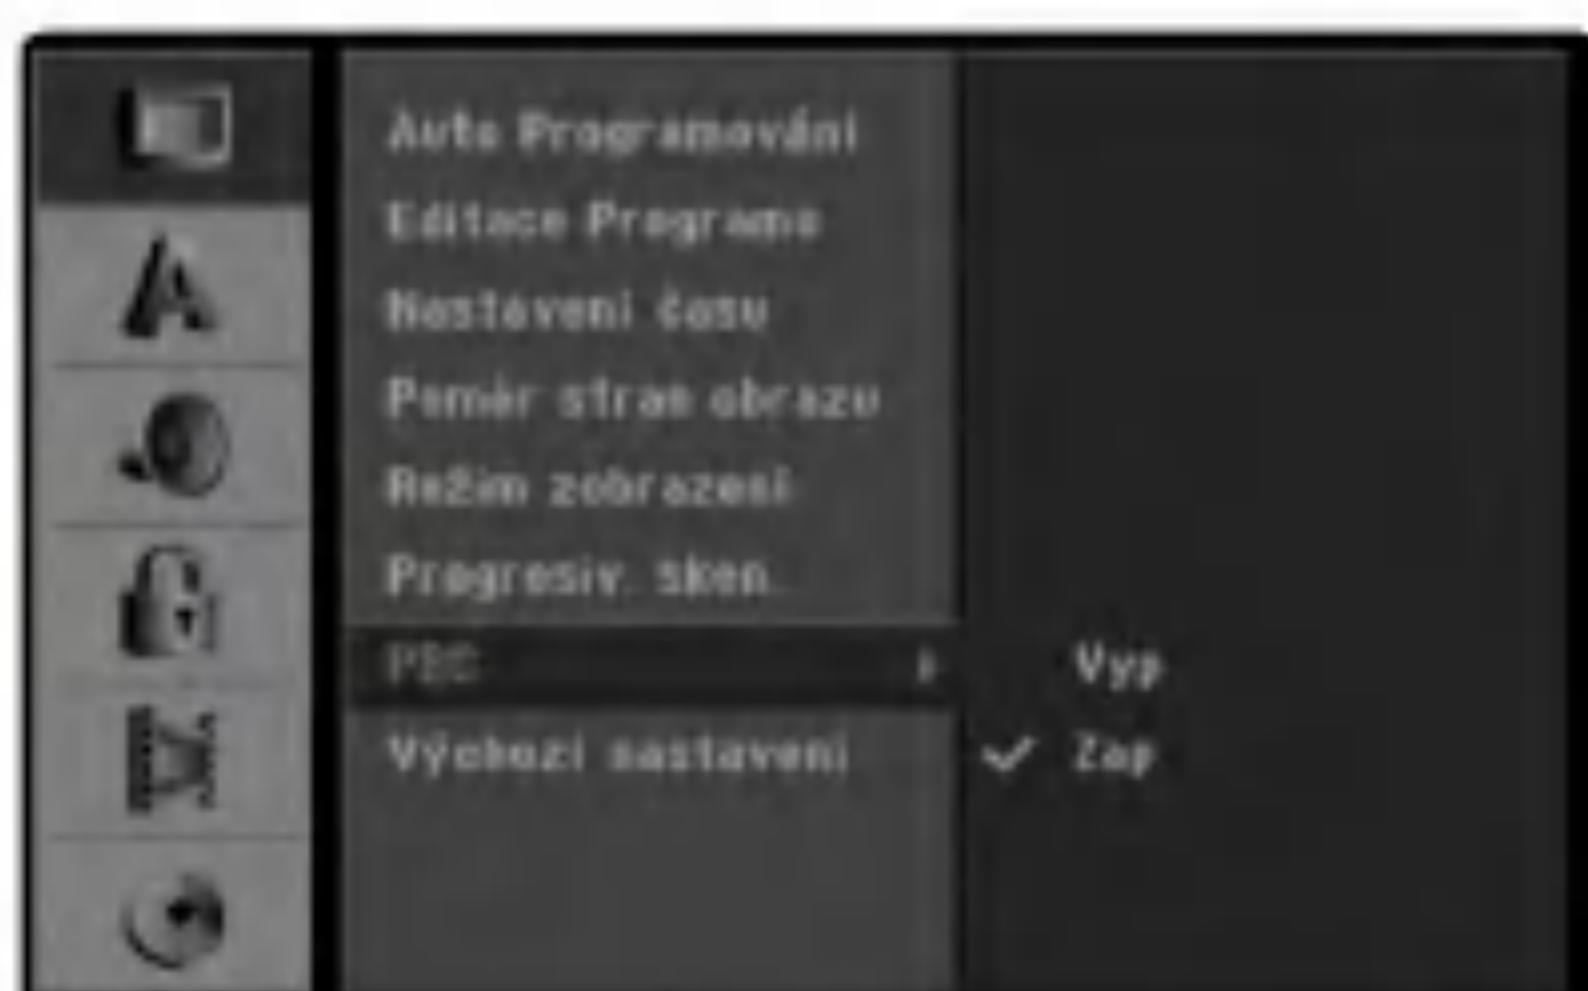 Auto Programování
Editace Programu
Nastavení času
Poměr stran obrazu
Režim zobrazení
Progresiv. sken.
PBC
Vyp
Výchozí nastavení
Zap